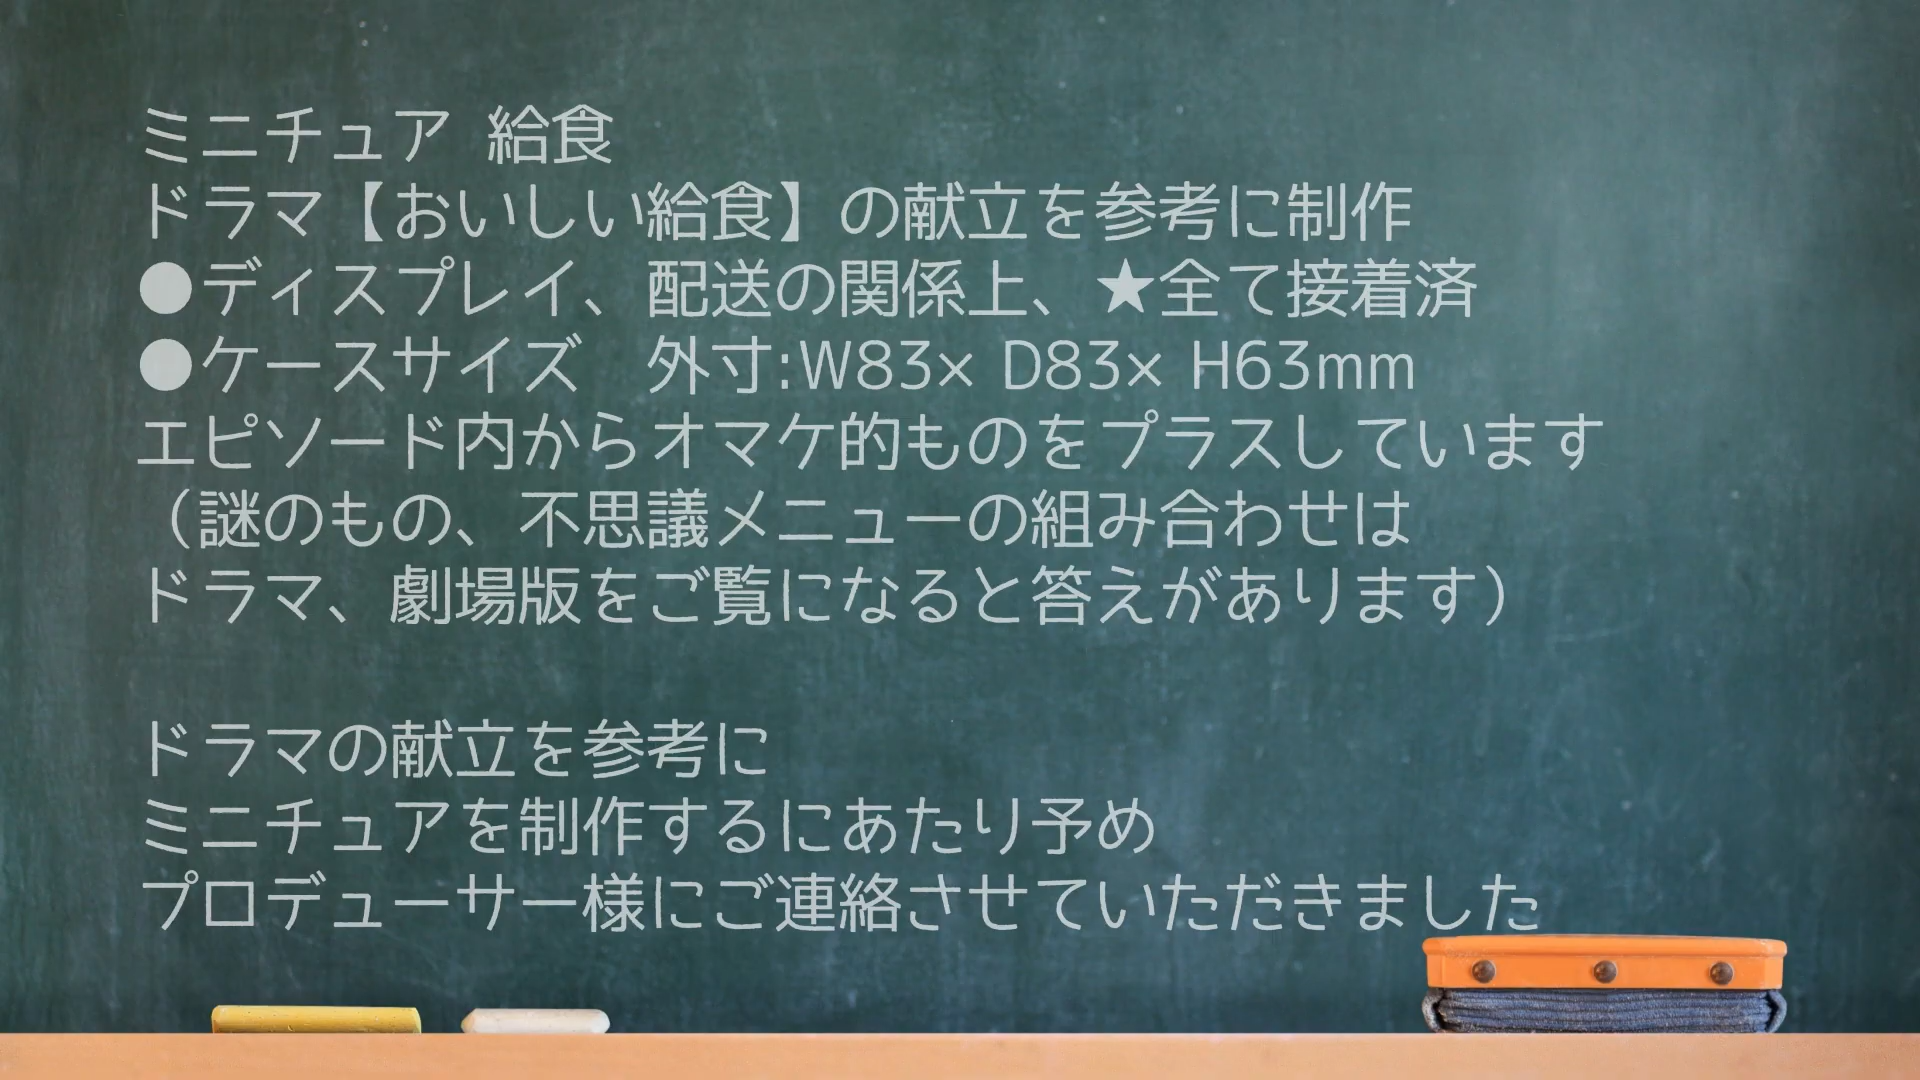 ミニチュア 給食
ドラマ【おいしい給食】の献立を参考に制作
●ディスプレイ、配送の関係上、★全て接着済
●ケースサイズ　外寸:W83× D83× H63mm
エピソード内からオマケ的ものをプラスしています
（謎のもの、不思議メニューの組み合わせは
ドラマ、劇場版をご覧になると答えがあります）
ドラマの献立を参考に
ミニチュアを制作するにあたり予め
プロデューサー様にご連絡させていただきました